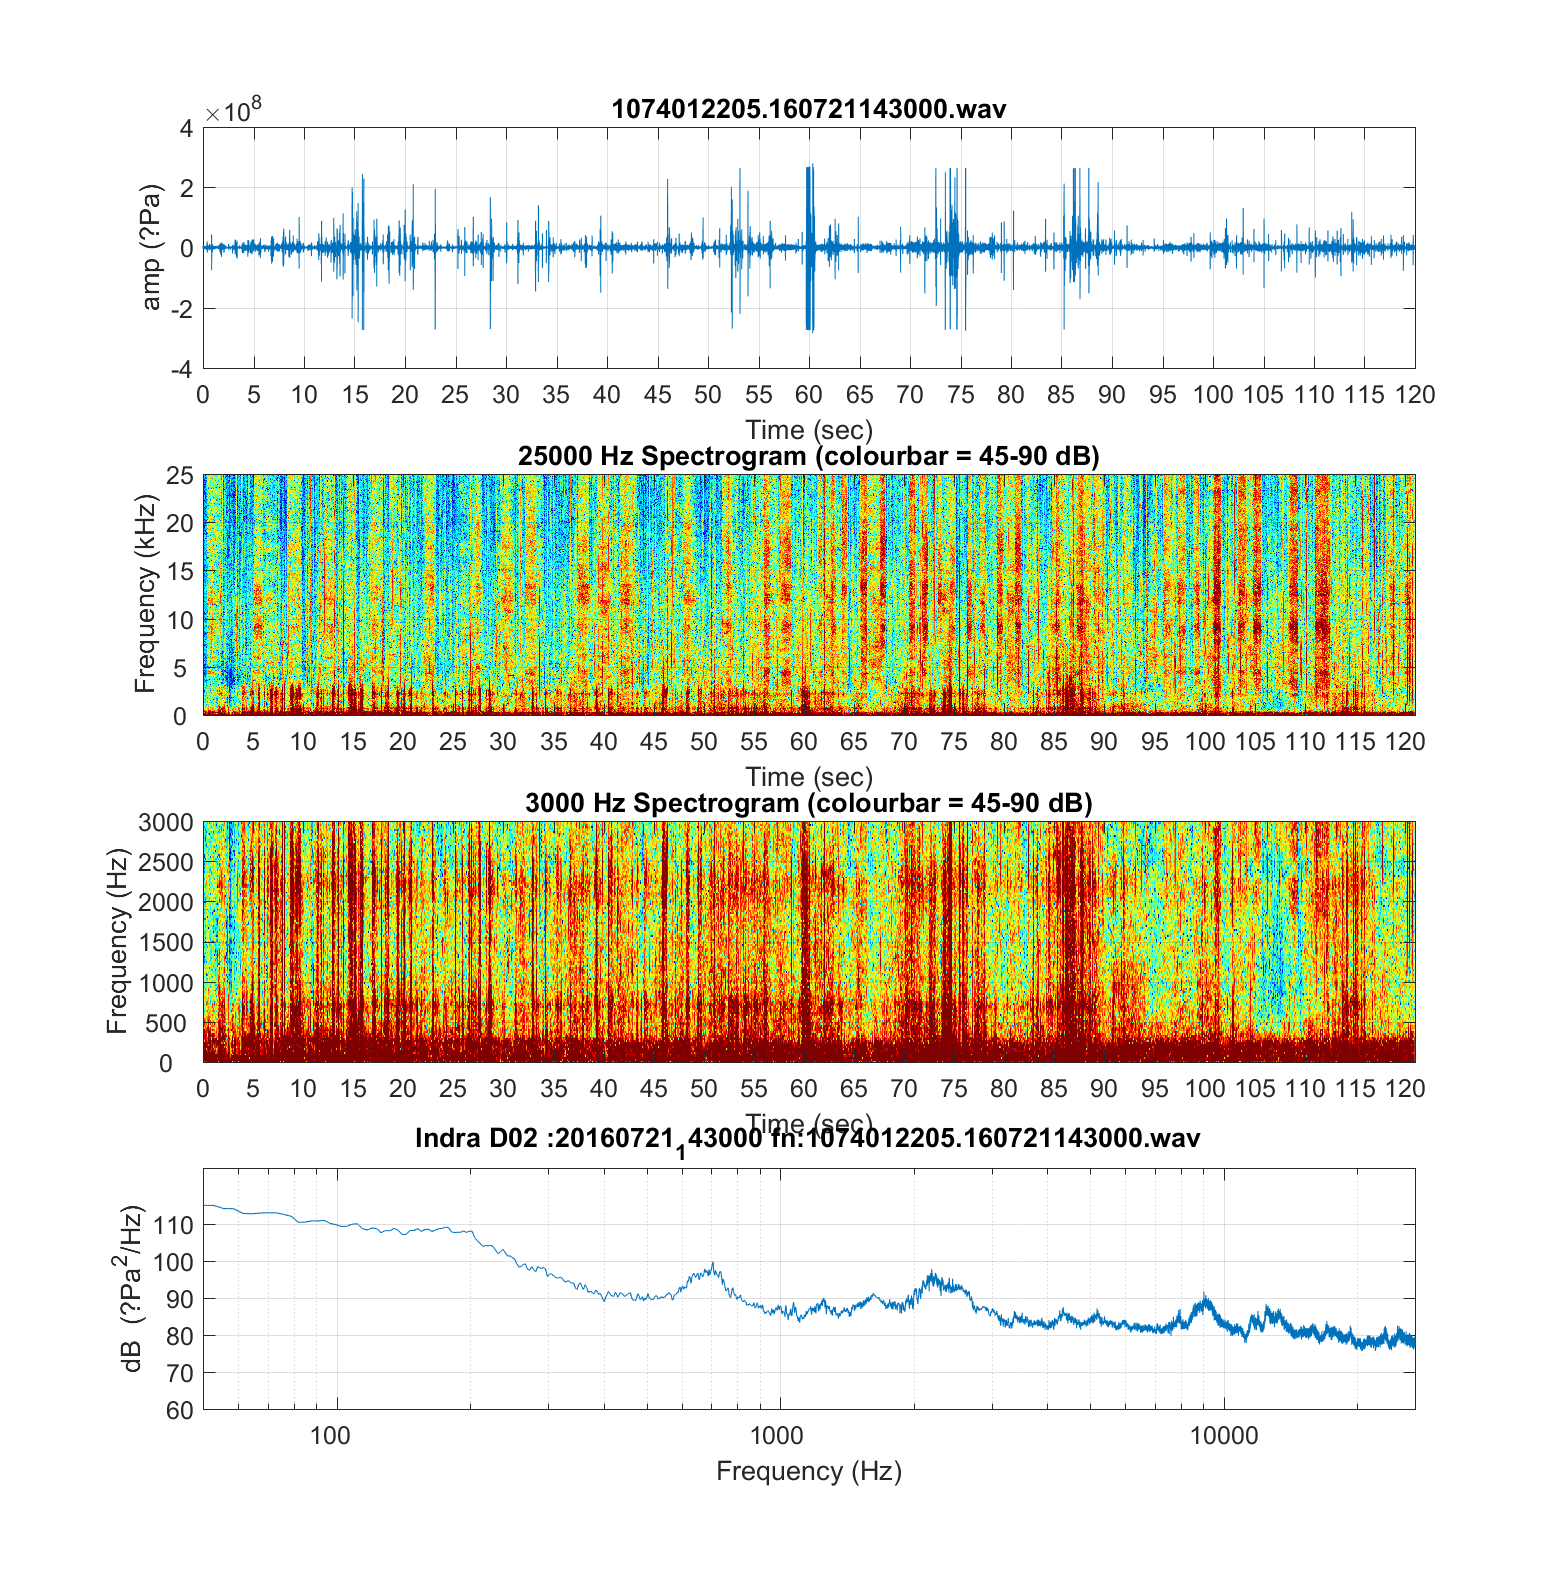 ×10^8
1074012205.160721143000.wav
4
2
0
-2
-4
amp (?Pa)
0 5 10 15 20 25 30 35 40 45 50 55 60 65 70 75 80 85 90 95 100 105 110 115 120
Time (sec)
25000 Hz Spectrogram (colourbar = 45-90 dB)
25
20
15
10
5
0
Frequency (kHz)
0 5 10 15 20 25 30 35 40 45 50 55 60 65 70 75 80 85 90 95 100 105 110 115 120
Time (sec)
3000 Hz Spectrogram (colourbar = 45-90 dB)
3000
2500
2000
1500
1000
500
0
Frequency (Hz)
0 5 10 15 20 25 30 35 40 45 50 55 60 65 70 75 80 85 90 95 100 105 110 115 120
Time (sec)
Indra D02 :20160721_143000 fn:1074012205.160721143000.wav
110
100
90
80
70
60
dB (?Pa^2/Hz)
100 1000 10000
Frequency (Hz)